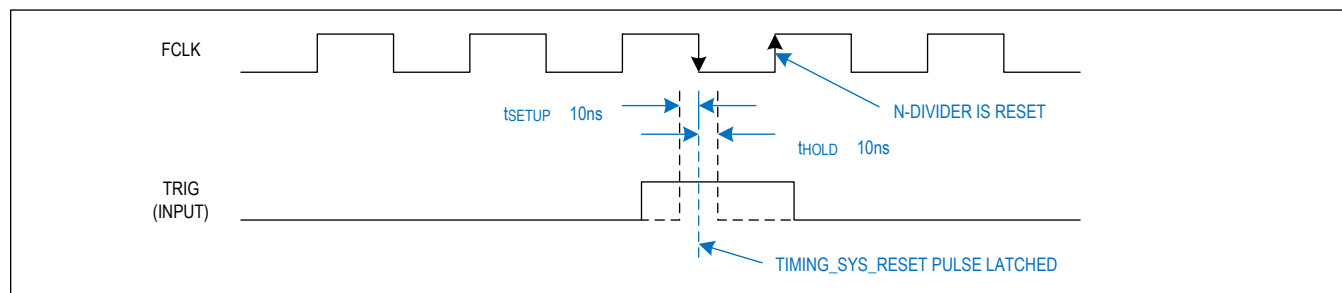 FCLK
N-DIVIDER IS RESET
tSETUP 10ns
tHOLD 10ns
TRIG
(INPUT)
TIMING_SYS_RESET PULSE LATCHED